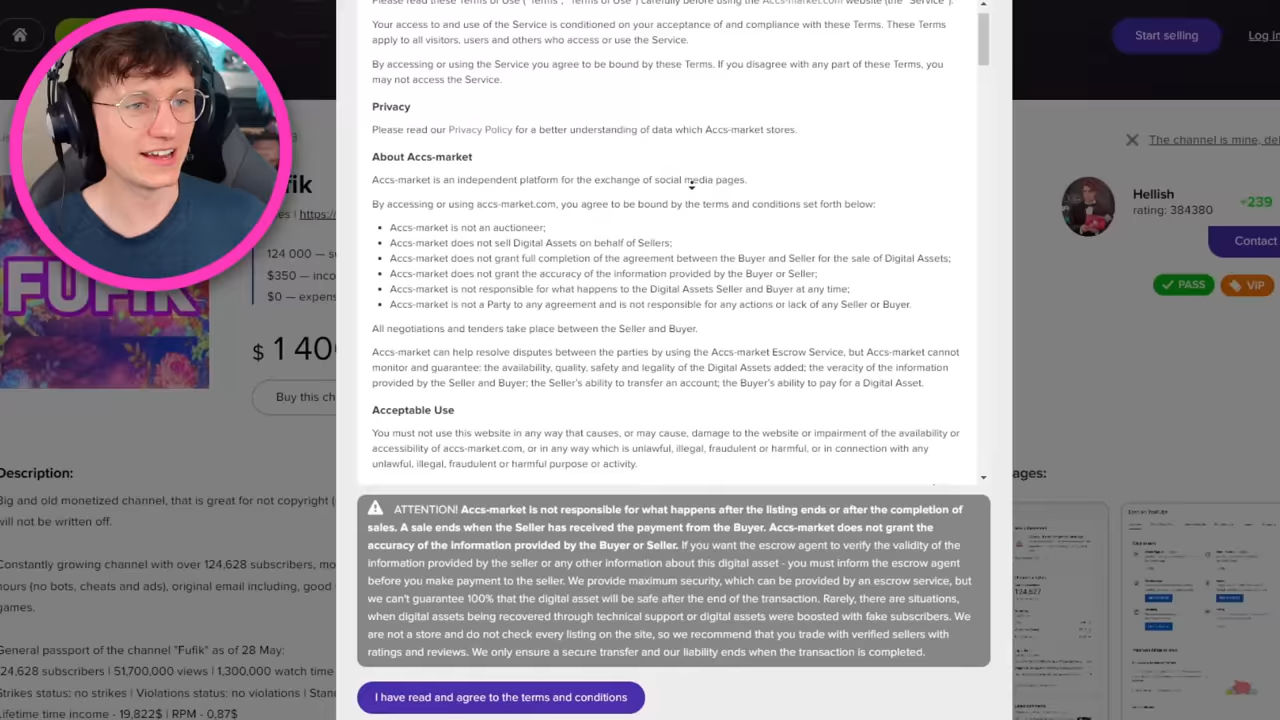 Please read these Terms of Use ("Terms", "Terms of Use") carefully before using the Accs-market.com website (the "Service").
Your access to and use of the Service is conditioned on your acceptance of and compliance with these Terms. These Terms
apply to all visitors, users and others who access or use the Service.
By accessing or using the Service you agree to be bound by these Terms. If you disagree with any part of these Terms, you
may not access the Service.
Privacy
Please read our Privacy Policy for a better understanding of data which Accs-market stores.
About Accs-market
Accs-market is an independent platform for the exchange of social media pages.
By accessing or using accs-market.com, you agree to be bound by the terms and conditions set forth below:
Accs-market is not an auctioneer;
Accs-market does not sell Digital Assets on behalf of Sellers;
Accs-market does not grant full completion of the agreement between the Buyer and Seller for the sale of Digital Assets;
Accs-market does not grant the accuracy of the information provided by the Buyer or Seller;
Accs-market is not responsible for what happens to the Digital Assets Seller and Buyer at any time;
Accs-market is not a Party to any agreement and is not responsible for any actions or lack of any Seller or Buyer.
All negotiations and tenders take place between the Seller and Buyer.
Accs-market can help resolve disputes between the parties by using the Accs-market Escrow Service, but Accs-market cannot
monitor and guarantee: the availability, quality, safety and legality of the Digital Assets added; the veracity of the information
provided by the Seller and Buyer; the Seller's ability to transfer an account; the Buyer's ability to pay for a Digital Asset.
Acceptable Use
You must not use this website in any way that causes, or may cause, damage to the website or impairment of the availability or
accessibility of accs-market.com, or in any way which is unlawful, illegal, fraudulent or harmful, or in connection with any
unlawful, illegal, fraudulent or harmful purpose or activity.
ATTENTION! Accs-market is not responsible for what happens after the listing ends or after the completion of
sales. A sale ends when the Seller has received the payment from the Buyer. Accs-market does not grant the
accuracy of the information provided by the Buyer or Seller. If you want the escrow agent to verify the validity of the
information provided by the seller or any other information about this digital asset - you must inform the escrow agent
before you make payment to the seller. We provide maximum security, which can be provided by an escrow service, but
we can't guarantee 100% that the digital asset will be safe after the end of the transaction. Rarely, there are situations,
when digital assets being recovered through technical support or digital assets were boosted with fake subscribers. We
are not a store and do not check every listing on the site, so we recommend that you trade with verified sellers with
ratings and reviews. We only ensure a secure transfer and our liability ends when the transaction is completed.
I have read and agree to the terms and conditions
ufik
https://
124 000 — s
$350 — inco
$0 — expens
FUFIK
$ 1 40
Buy this ch
Description:
Big and old monetized channel, that is great for not copyright (
will not be written off.
Constantly growing channel with over 124,628 subscribers, mo
hours (no bots, cheats and ads), original email including, good
games.
General passport of the channel "Fufik" as of 28 May:
24,628 subscribers | 51,700,000 views | 1,300,000 watch time
Strikes status: no strikes | Violations status: no violations | Stan
Lifetime time income - 19,822$ | RPM - 0,87$
Start selling
Log In
The channel is mine, del
Hellish
rating: 384380
+239
Contact
PASS
VIP
ages:
124,627